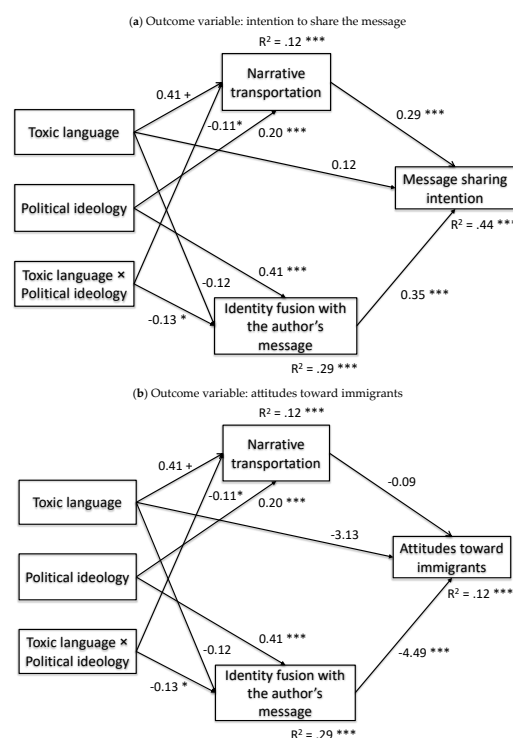 (a) Outcome variable: intention to share the message
R² = .12 ***
Narrative
transportation
0.41 +
-0.11*
0.20 ***
0.29 ***
Toxic language
0.12
Message sharing
intention
R² = .44 ***
Political ideology
0.41 ***
Toxic language ×
Political ideology
-0.12
-0.13 *
0.35 ***
Identity fusion with
the author's
message
R² = .29 ***
(b) Outcome variable: attitudes toward immigrants
R² = .12 ***
Narrative
transportation
0.41 +
-0.11*
0.20 ***
-0.09
Toxic language
-3.13
Attitudes toward
immigrants
R² = .12 ***
Political ideology
0.41 ***
Toxic language ×
Political ideology
-0.12
-0.13 *
-4.49 ***
Identity fusion with
the author's
message
R² = .29 ***